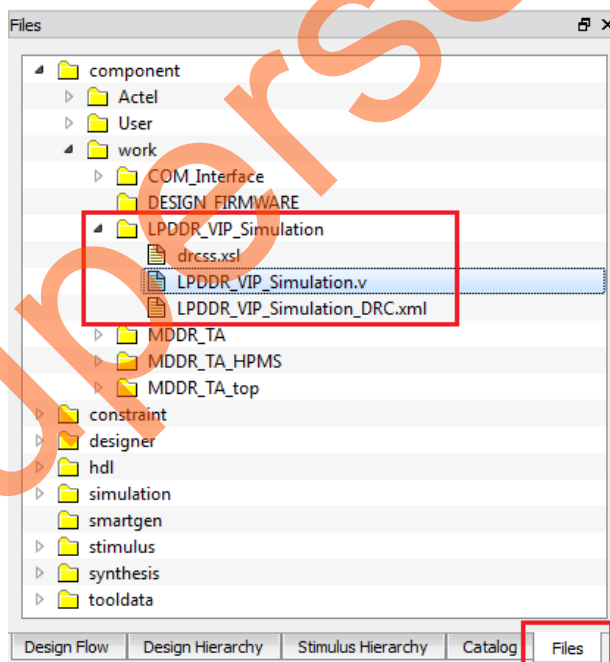 Files
component
Actel
User
work
COM_Interface
DESIGN_FIRMWARE
LPDDR_VIP_Simulation
drcss.xsl
LPDDR_VIP_Simulation.v
LPDDR_VIP_Simulation_DRC.xml
MDDR_TA
MDDR_TA_HPMS
MDDR_TA_top
constraint
designer
hdl
simulation
smartgen
stimulus
synthesis
tooldata
Design Flow Design Hierarchy Stimulus Hierarchy Catalog Files